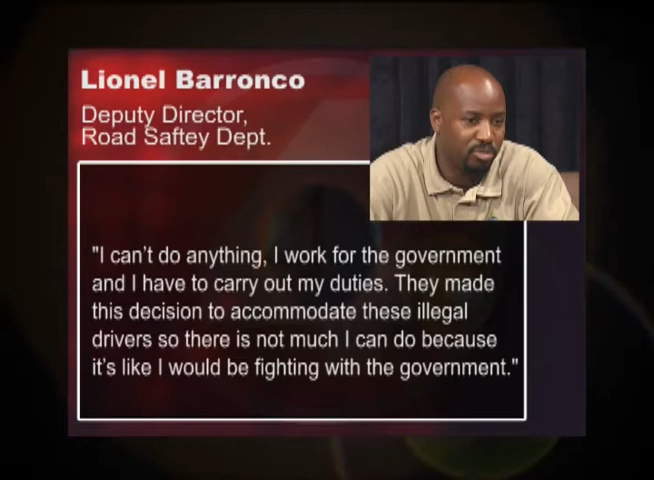 Lionel Barronco
Deputy Director,
Road Saftey Dept.
"I can't do anything, I work for the government
and I have to carry out my duties. They made
this decision to accommodate these illegal
drivers so there is not much I can do because
it's like I would be fighting with the government."